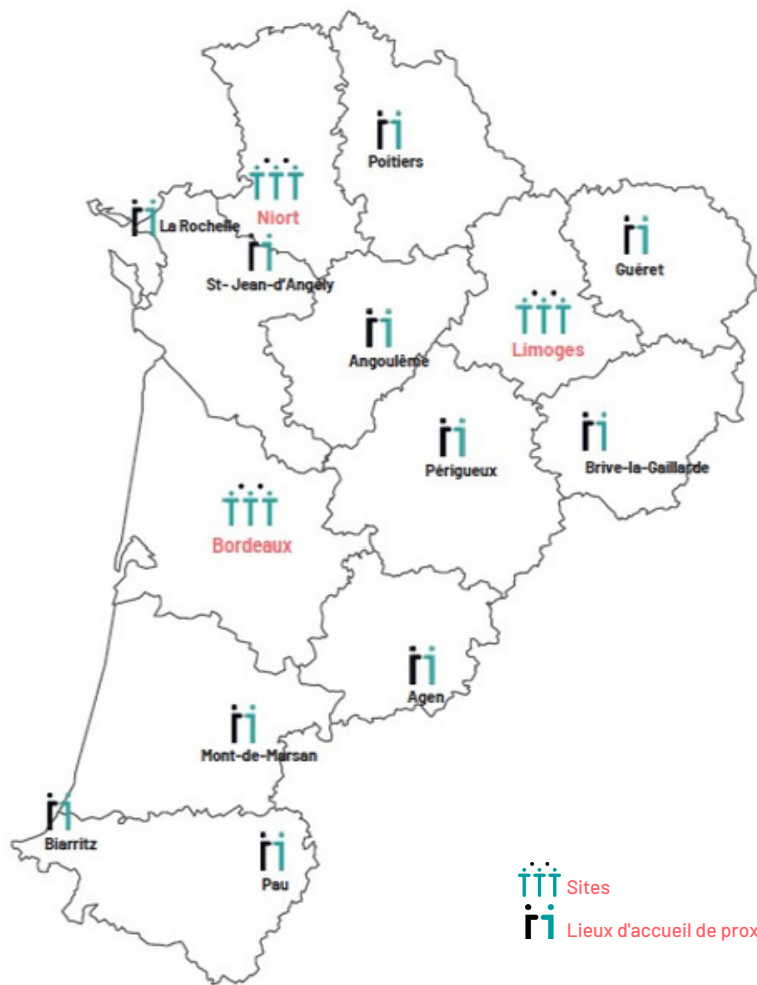 Poitiers
Niort
La Rochelle
Guéret
St- Jean-d'Angély
Limoges
Angoulême
Périgueux
Brive-la-Gaillarde
Bordeaux
Agen
Mont-de-Marsan
Biarritz
Pau
Sites
Lieux d'accueil de prox